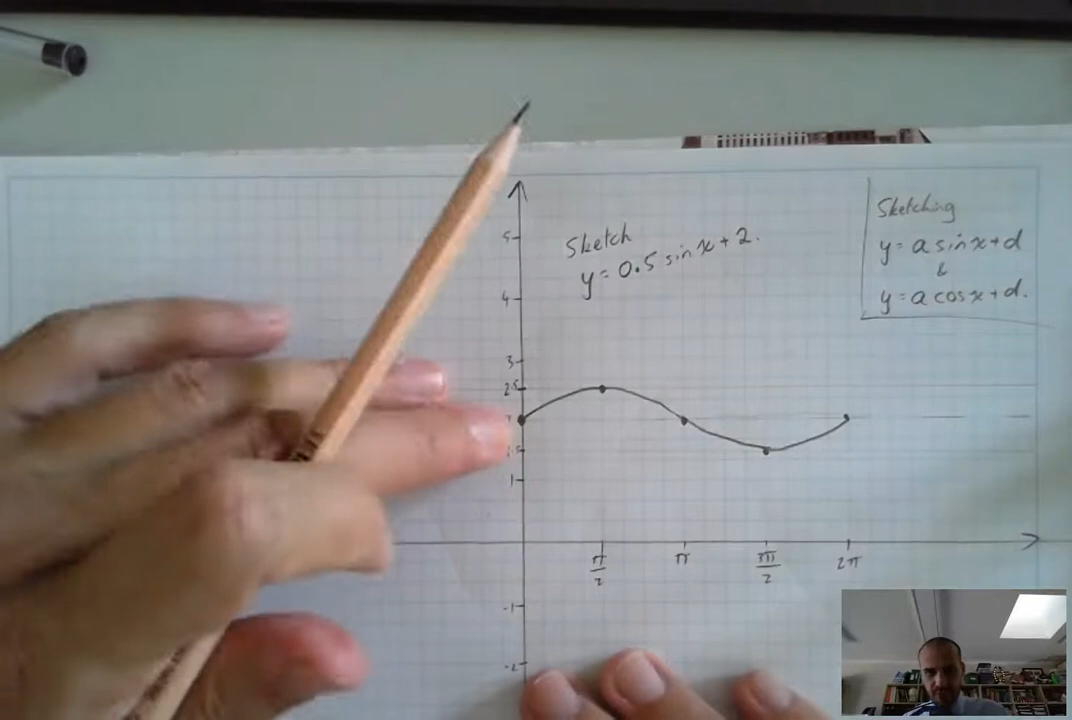 Sketch
y = 0.5 sin x + 2.
Sketching
y = a sin x + d
&
y = a cos x + d.
5
4
3
2.5
1
-1
-2
π/2
π
3π/2
2π